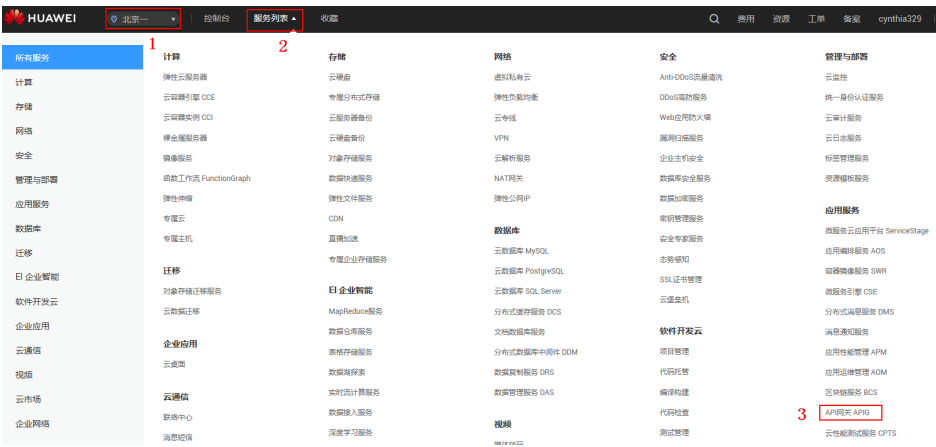 HUAWEI
北京一
控制台
服务列表
收藏
费用
资源
工单
备案
cynthia329
1
2
所有服务
计算
存储
网络
安全
管理与部署
应用服务
数据库
迁移
EI 企业智能
软件开发云
企业应用
云通信
视频
云市场
企业网络
计算
弹性云服务器
云容器引擎 CCE
云容器实例 CCI
裸金属服务器
镜像服务
函数工作流 FunctionGraph
弹性伸缩
专属云
专属主机
迁移
对象存储迁移服务
云数据迁移
企业应用
云桌面
云通信
联络中心
消息短信
存储
云硬盘
专属分布式存储
云服务器备份
云硬盘备份
对象存储服务
数据快递服务
弹性文件服务
CDN
直播加速
专属企业存储服务
EI 企业智能
MapReduce服务
数据仓库服务
表格存储服务
数据湖探索
实时流计算服务
数据接入服务
深度学习服务
网络
虚拟私有云
弹性负载均衡
云专线
VPN
云解析服务
NAT网关
弹性公网IP
数据库
云数据库 MySQL
云数据库 PostgreSQL
云数据库 SQL Server
分布式缓存服务 DCS
文档数据库服务
分布式数据库中间件 DDM
数据复制服务 DRS
数据管理服务 DAS
视频
媒体转码
安全
Anti-DDoS流量清洗
DDoS高防服务
Web应用防火墙
漏洞扫描服务
企业主机安全
数据库安全服务
数据加密服务
密钥管理服务
安全专家服务
态势感知
SSL证书管理
云堡垒机
软件开发云
项目管理
代码托管
编译构建
代码检查
测试管理
管理与部署
云监控
统一身份认证服务
云审计服务
云日志服务
标签管理服务
资源模板服务
应用服务
微服务云应用平台 ServiceStage
应用编排服务 AOS
容器镜像服务 SWR
微服务引擎 CSE
分布式消息服务 DMS
消息通知服务
应用性能管理 APM
应用运维管理 AOM
区块链服务 BCS
3
API网关 APIG
云性能测试服务 CPTS